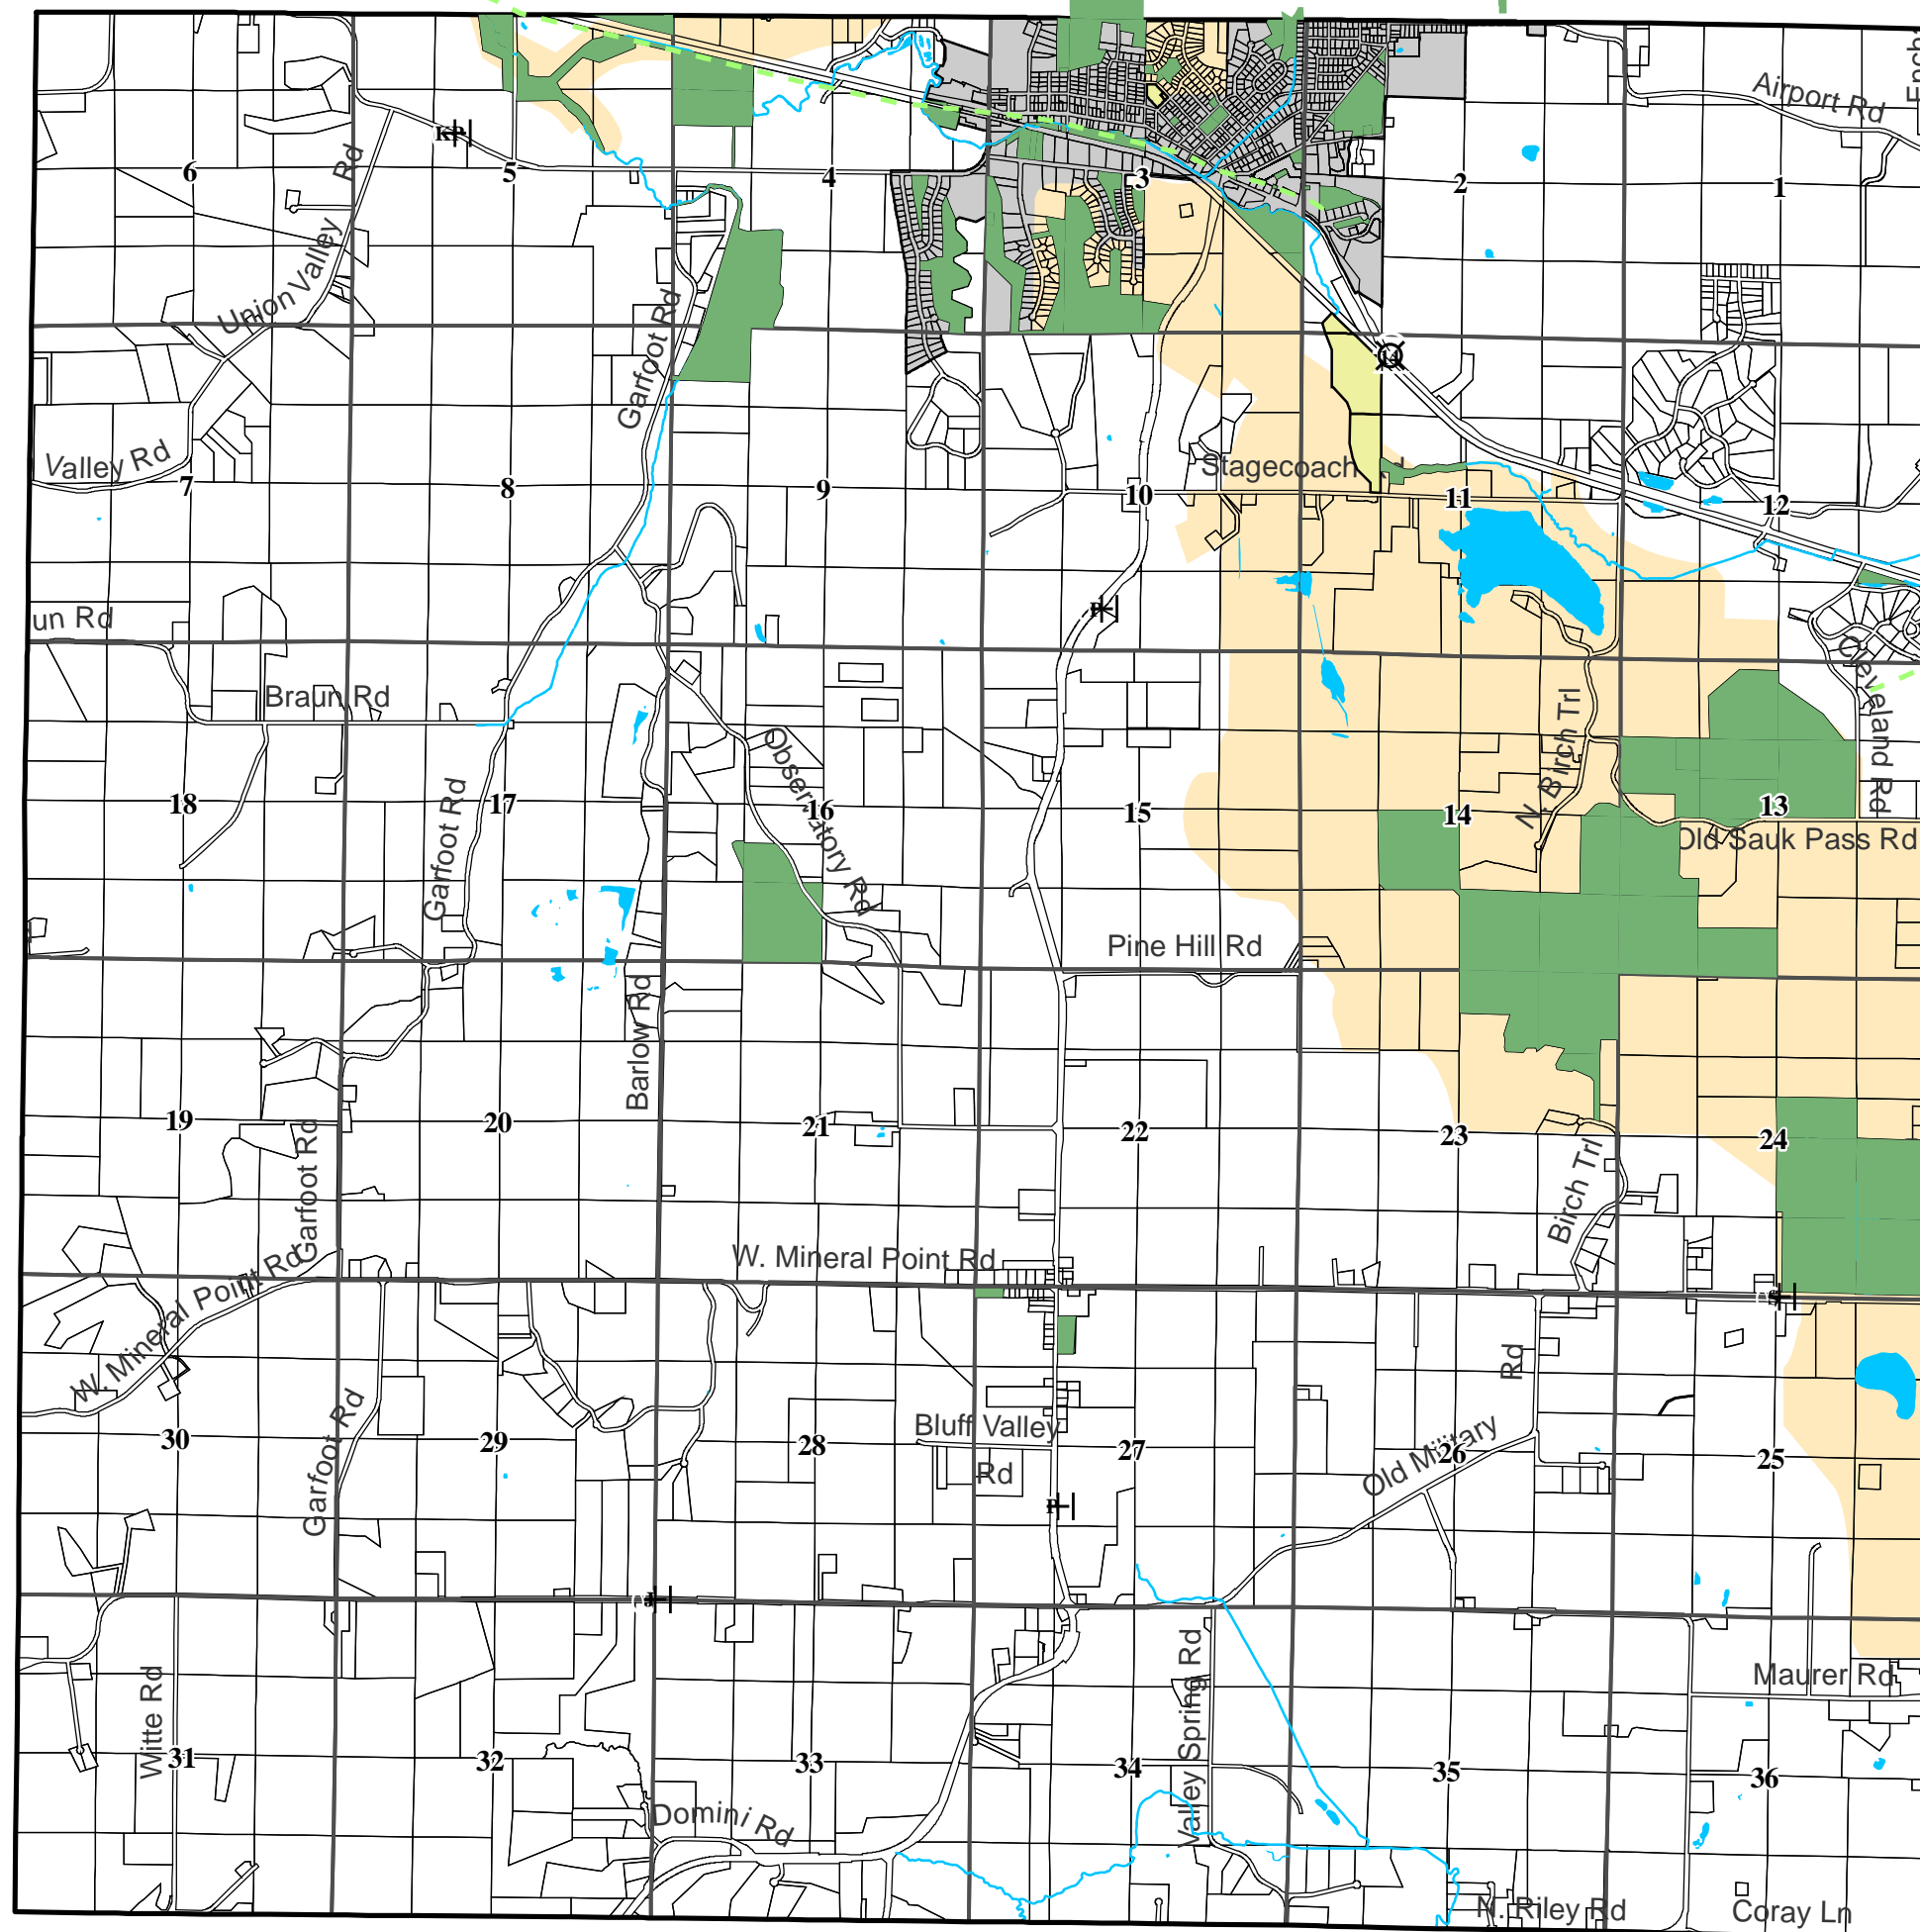 Airport Rd
KP
6
5
4
3
2
1
Rd
Union Valley
Garfoot Rd
14
Valley Rd
Stagecoach Rd
7
8
9
10
11
12
P
un Rd
Braun Rd
Cleveland Rd
N. Birch Trl
Observatory Rd
Garfoot Rd
Cleveland Rd
18
17
16
15
14
13
Old Sauk Pass Rd
Pine Hill Rd
Barlow Rd
19
20
21
22
23
24
Garfoot Rd
Birch Trl
W. Mineral Point Rd
W. Mineral Point Rd
Rd
Garfoot Rd
Bluff Valley
Rd
Old Military
30
29
28
27
26
25
P
Maurer Rd
Witte Rd
Valley Spring Rd
31
32
33
34
35
36
Domini Rd
N. Riley Rd
Coray Ln